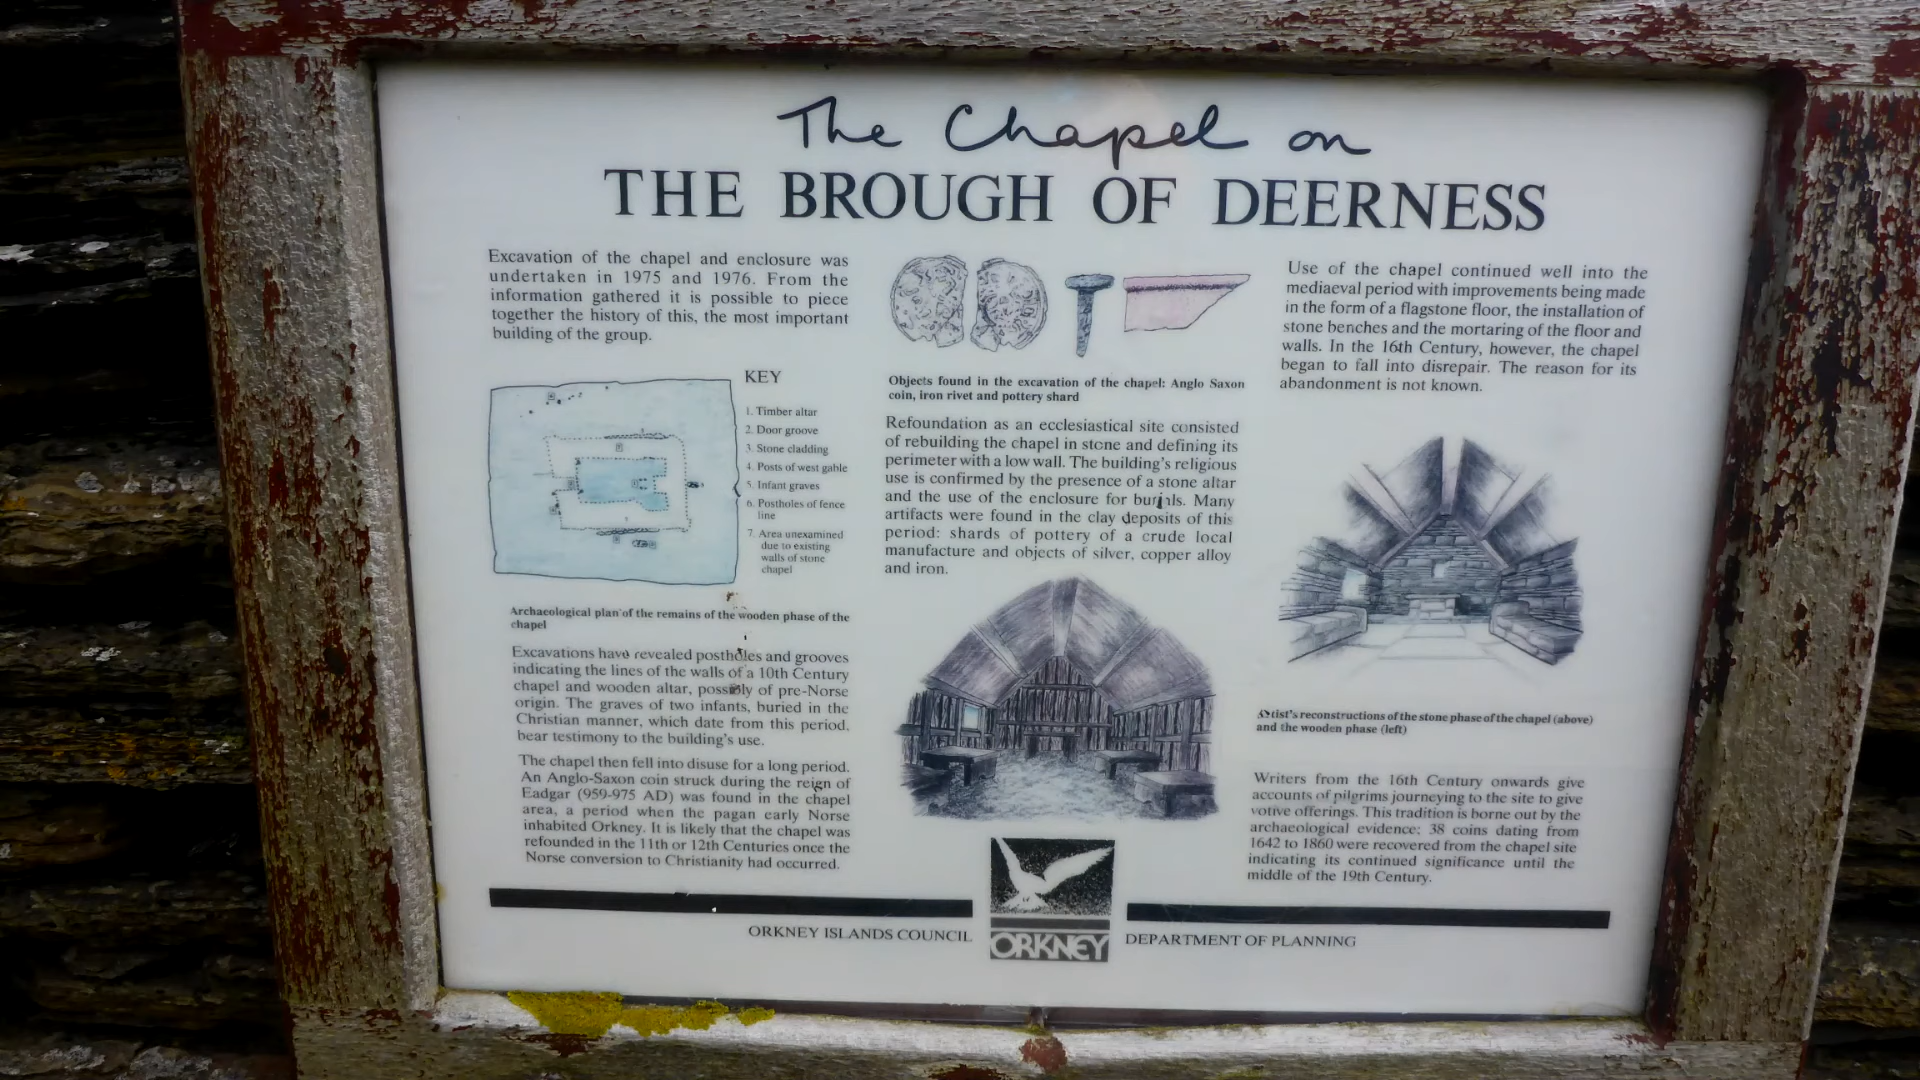 The Chapel on
THE BROUGH OF DEERNESS
Excavation of the chapel and enclosure was
undertaken in 1975 and 1976. From the
information gathered it is possible to piece
together the history of this, the most important
building of the group.
KEY
1. Timber altar
2. Door groove
3. Stone cladding
4. Posts of west gable
5. Infant graves
6. Postholes of fence
line
7. Area unexamined
due to existing
walls of stone
chapel
Archaeological plan of the remains of the wooden phase of the
chapel
Excavations have revealed postholes and grooves
indicating the lines of the walls of a 10th Century
chapel and wooden altar, possibly of pre-Norse
origin. The graves of two infants, buried in the
Christian manner, which date from this period,
bear testimony to the building's use.
The chapel then fell into disuse for a long period.
An Anglo-Saxon coin struck during the reign of
Eadgar (959-975 AD) was found in the chapel
area, a period when the pagan early Norse
inhabited Orkney. It is likely that the chapel was
refounded in the 11th or 12th Centuries once the
Norse conversion to Christianity had occurred.
Objects found in the excavation of the chapel: Anglo Saxon
coin, iron rivet and pottery shard
Refoundation as an ecclesiastical site consisted
of rebuilding the chapel in stone and defining its
perimeter with a low wall. The building's religious
use is confirmed by the presence of a stone altar
and the use of the enclosure for burials. Many
artifacts were found in the clay deposits of this
period: shards of pottery of a crude local
manufacture and objects of silver, copper alloy
and iron.
Use of the chapel continued well into the
mediaeval period with improvements being made
in the form of a flagstone floor, the installation of
stone benches and the mortaring of the floor and
walls. In the 16th Century, however, the chapel
began to fall into disrepair. The reason for its
abandonment is not known.
Artist's reconstructions of the stone phase of the chapel (above)
and the wooden phase (left)
Writers from the 16th Century onwards give
accounts of pilgrims journeying to the site to give
votive offerings. This tradition is borne out by the
archaeological evidence; 38 coins dating from
1642 to 1860 were recovered from the chapel site
indicating its continued significance until the
middle of the 19th Century.
ORKNEY ISLANDS COUNCIL
ORKNEY
DEPARTMENT OF PLANNING